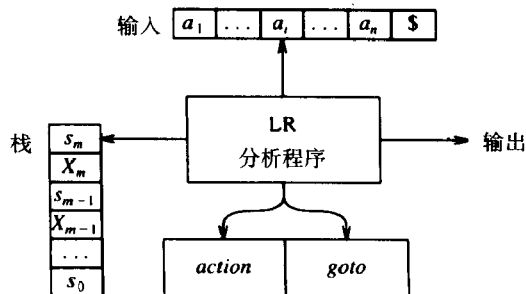 输入 a₁ ... aᵢ ... aₙ $
LR
分析程序
输出
栈
sₘ
Xₘ
sₘ₋₁
Xₘ₋₁
...
s₀
action goto